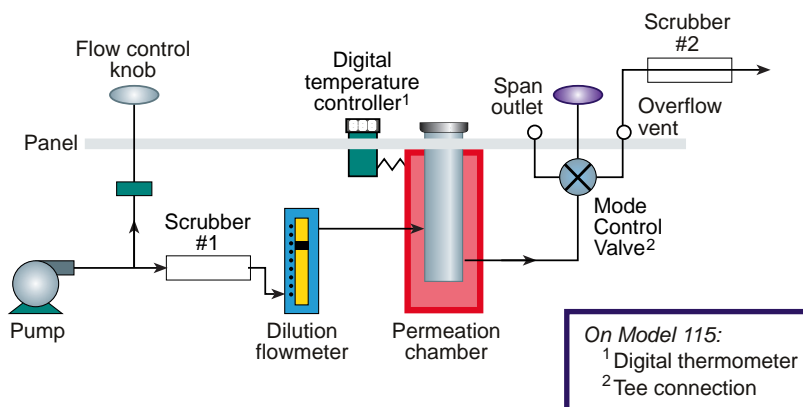 Flow control
knob
Digital
temperature
controller¹
Scrubber
#2
Span
outlet
Overflow
vent
Panel
Scrubber
#1
Mode
Control
Valve²
Pump
Dilution
flowmeter
Permeation
chamber
On Model 115:
¹ Digital thermometer
² Tee connection